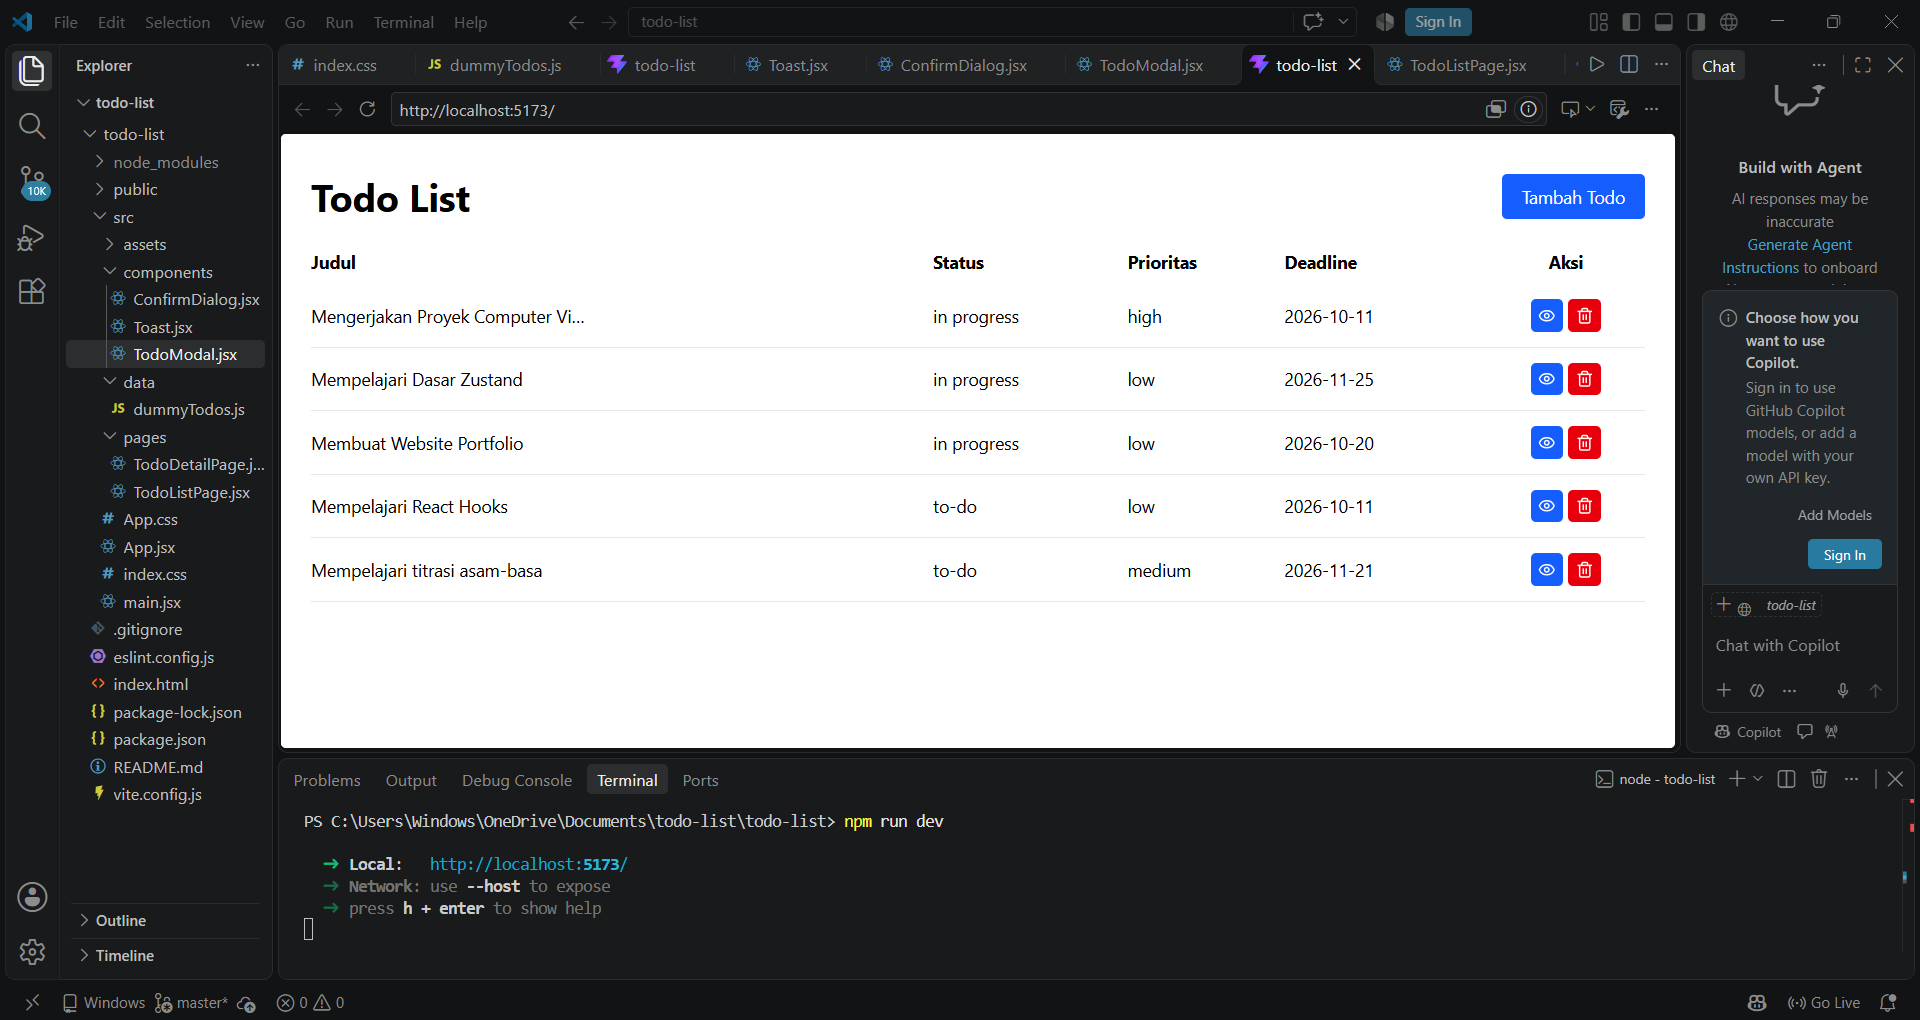 File Edit Selection View Go Run Terminal Help
todo-list
Sign In
Explorer
todo-list
todo-list
node_modules
public
src
assets
components
ConfirmDialog.jsx
Toast.jsx
TodoModal.jsx
data
dummyTodos.js
pages
TodoDetailPage.j...
TodoListPage.jsx
App.css
App.jsx
index.css
main.jsx
.gitignore
eslint.config.js
index.html
package-lock.json
package.json
README.md
vite.config.js
Outline
Timeline
10K
index.css dummyTodos.js todo-list Toast.jsx ConfirmDialog.jsx TodoModal.jsx todo-list TodoListPage.jsx
http://localhost:5173/
Todo List
Tambah Todo
Judul Status Prioritas Deadline Aksi
Mengerjakan Proyek Computer Vi... in progress high 2026-10-11
Mempelajari Dasar Zustand in progress low 2026-11-25
Membuat Website Portfolio in progress low 2026-10-20
Mempelajari React Hooks to-do low 2026-10-11
Mempelajari titrasi asam-basa to-do medium 2026-11-21
Problems Output Debug Console Terminal Ports
node - todo-list
PS C:\Users\Windows\OneDrive\Documents\todo-list\todo-list> npm run dev
➜ Local: http://localhost:5173/
➜ Network: use --host to expose
➜ press h + enter to show help
Chat
Build with Agent
AI responses may be
inaccurate
Generate Agent
Instructions to onboard
Choose how you
want to use
Copilot.
Sign in to use
GitHub Copilot
models, or add a
model with your
own API key.
Add Models
Sign In
todo-list
Chat with Copilot
Copilot
Windows master* 0 0
Go Live